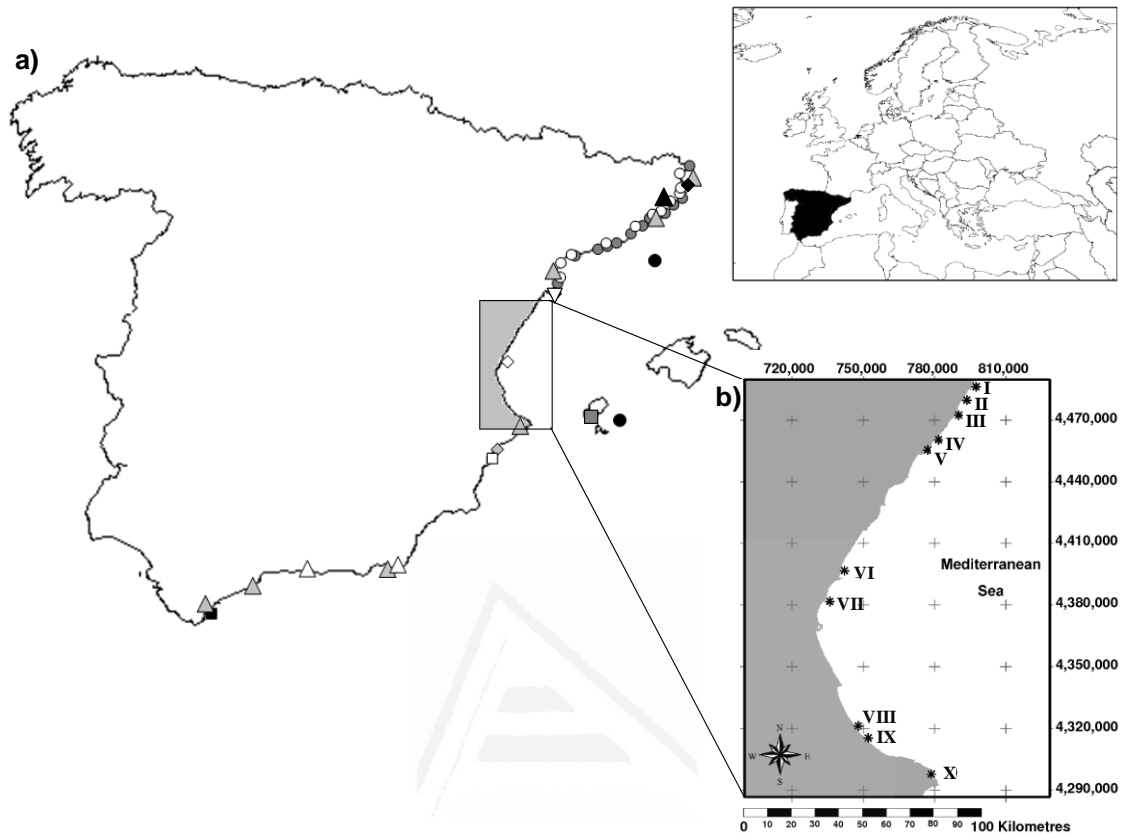 a)
b)
720,000 750,000 780,000 810,000
I
II
III
IV
V
VI
VII
VIII
IX
X
4,470,000
4,440,000
4,410,000
4,380,000
4,350,000
4,320,000
4,290,000
Mediterranean
Sea
N
W E
S
0 10 20 30 40 50 60 70 80 90 100 Kilometres